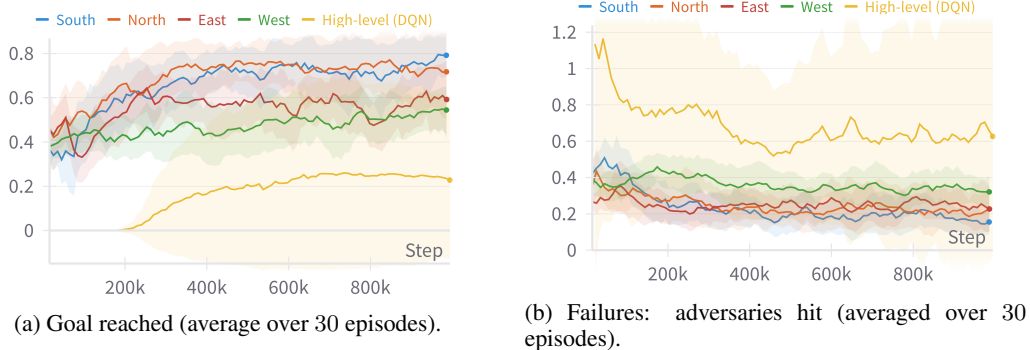 South North East West High-level (DQN)
0.8
0.6
0.4
0.2
0
Step
200k 400k 600k 800k
(a) Goal reached (average over 30 episodes).
South North East West High-level (DQN)
1.2
1
0.8
0.6
0.4
0.2
0
Step
200k 400k 600k 800k
(b) Failures: adversaries hit (averaged over 30
episodes).